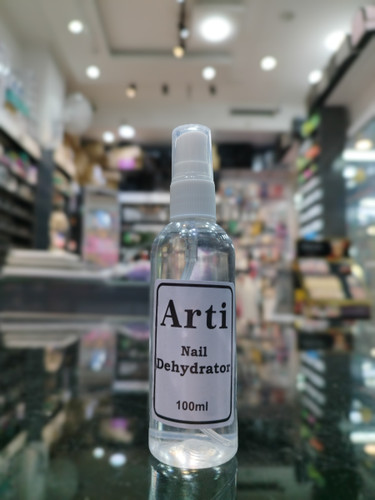 Arti
Nail
Dehydrator
100ml